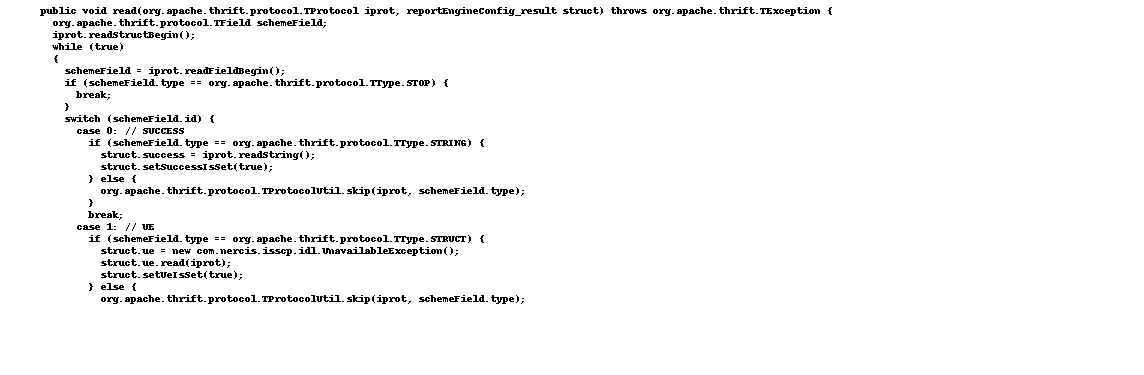 public void read(org.apache.thrift.protocol.TProtocol iprot, reportEngineConfig_result struct) throws org.apache.thrift.TException {
org.apache.thrift.protocol.TField schemeField;
iprot.readStructBegin();
while (true)
{
schemeField = iprot.readFieldBegin();
if (schemeField.type == org.apache.thrift.protocol.TType.STOP) {
break;
}
switch (schemeField.id) {
case 0: // SUCCESS
if (schemeField.type == org.apache.thrift.protocol.TType.STRING) {
struct.success = iprot.readString();
struct.setSuccessIsSet(true);
} else {
org.apache.thrift.protocol.TProtocolUtil.skip(iprot, schemeField.type);
}
break;
case 1: // UE
if (schemeField.type == org.apache.thrift.protocol.TType.STRUCT) {
struct.ue = new com.nercis.isscp.idl.UnavailableException();
struct.ue.read(iprot);
struct.setUeIsSet(true);
} else {
org.apache.thrift.protocol.TProtocolUtil.skip(iprot, schemeField.type);